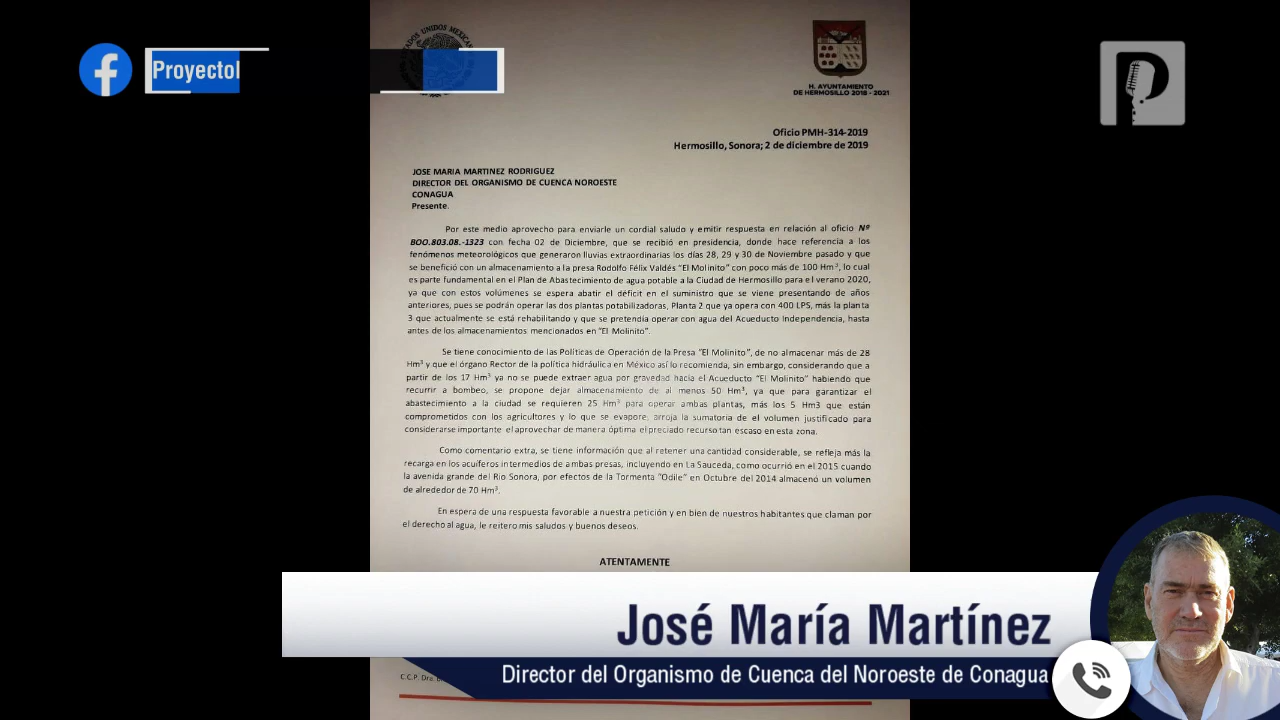 Proyectol
H. AYUNTAMIENTO
DE HERMOSILLO 2018 - 2021
Oficio PMH-314-2019
Hermosillo, Sonora; 2 de diciembre de 2019
JOSE MARIA MARTINEZ RODRIGUEZ
DIRECTOR DEL ORGANISMO DE CUENCA NOROESTE
CONAGUA
Presente.
Por este medio aprovecho para enviarle un cordial saludo y emitir respuesta en relación al oficio Nº
BOO.803.08.-1323 con fecha 02 de Diciembre, que se recibió en presidencia, donde hace referencia a los
fenómenos meteorológicos que generaron lluvias extraordinarias los días 28, 29 y 30 de Noviembre pasado y que
se benefició con un almacenamiento a la presa Rodolfo Félix Valdés "El Molinito" con poco más de 100 Hm³, lo cual
es parte fundamental en el Plan de Abastecimiento de agua potable a la Ciudad de Hermosillo para el verano 2020,
ya que con estos volúmenes se espera abatir el déficit en el suministro que se viene presentando de años
anteriores, pues se podrán operar las dos plantas potabilizadoras, Planta 2 que ya opera con 400 LPS, más la planta
3 que actualmente se está rehabilitando y que se pretendía operar con agua del Acueducto Independencia, hasta
antes de los almacenamientos mencionados en "El Molinito".
Se tiene conocimiento de las Políticas de Operación de la Presa "El Molinito", de no almacenar más de 28
Hm³ y que el órgano Rector de la política hidráulica en México así lo recomienda, sin embargo, considerando que a
partir de los 17 Hm³ ya no se puede extraer agua por gravedad hacia el Acueducto "El Molinito" habiendo que
recurrir a bombeo, se propone dejar almacenamiento de al menos 50 Hm³, ya que para garantizar el
abastecimiento a la ciudad se requieren 25 Hm³ para operar ambas plantas, más los 5 Hm3 que están
comprometidos con los agricultores y lo que se evapore, arroja la sumatoria de el volumen justificado para
considerarse importante el aprovechar de manera óptima el preciado recurso tan escaso en esta zona.
Como comentario extra, se tiene información que al retener una cantidad considerable, se refleja más la
recarga en los acuíferos intermedios de ambas presas, incluyendo en La Sauceda, como ocurrió en el 2015 cuando
la avenida grande del Rio Sonora, por efectos de la Tormenta "Odile" en Octubre del 2014 almacenó un volumen
de alrededor de 70 Hm³.
En espera de una respuesta favorable a nuestra petición y en bien de nuestros habitantes que claman por
el derecho al agua, le reitero mis saludos y buenos deseos.
ATENTAMENTE
José María Martínez
Director del Organismo de Cuenca del Noroeste de Conagua
C.C.P.